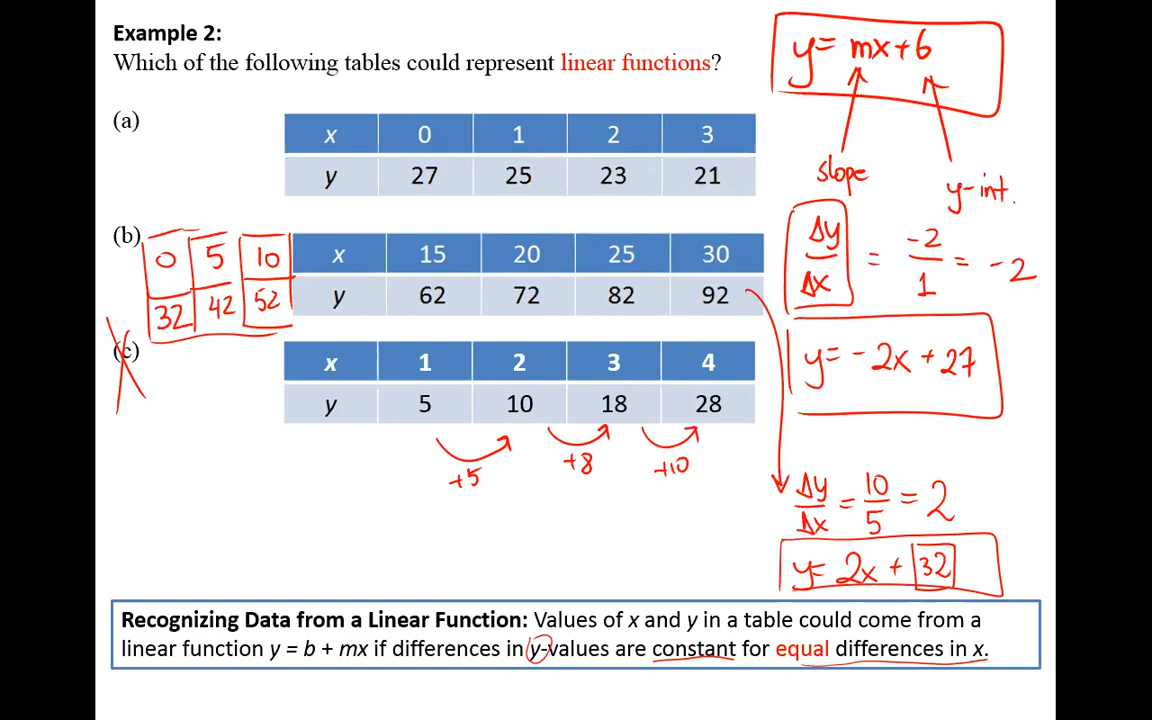 Example 2:
Which of the following tables could represent linear functions?
y = mx + b
slope
y-int.
(a)
x 0 1 2 3
y 27 25 23 21
Δy/Δx = -2/1 = -2
y = -2x + 27
(b)
0 5 10
32 42 52
x 15 20 25 30
y 62 72 82 92
(c)
x 1 2 3 4
y 5 10 18 28
+5 +8 +10
Δy/Δx = 10/5 = 2
y = 2x + 32
Recognizing Data from a Linear Function: Values of x and y in a table could come from a
linear function y = b + mx if differences in y-values are constant for equal differences in x.